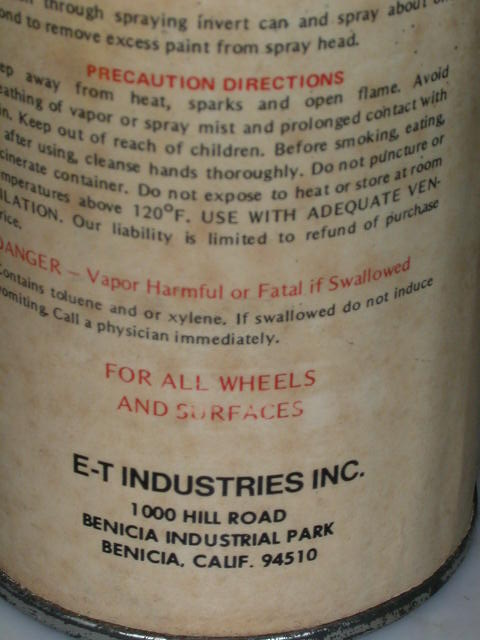 through spraying invert can and spray about
ond to remove excess paint from spray head.
PRECAUTION DIRECTIONS
ep away from heat, sparks and open flame. Avoid
eathing of vapor or spray mist and prolonged contact with
in. Keep out of reach of children. Before smoking, eating,
after using, cleanse hands thoroughly. Do not puncture or
cinerate container. Do not expose to heat or store at room
mperatures above 120°F. USE WITH ADEQUATE VEN-
ILATION. Our liability is limited to refund of purchase
rice.
DANGER — Vapor Harmful or Fatal if Swallowed
Contains toluene and or xylene. If swallowed do not induce
vomiting. Call a physician immediately.
FOR ALL WHEELS
AND SURFACES
E-T INDUSTRIES INC.
1000 HILL ROAD
BENICIA INDUSTRIAL PARK
BENICIA, CALIF. 94510